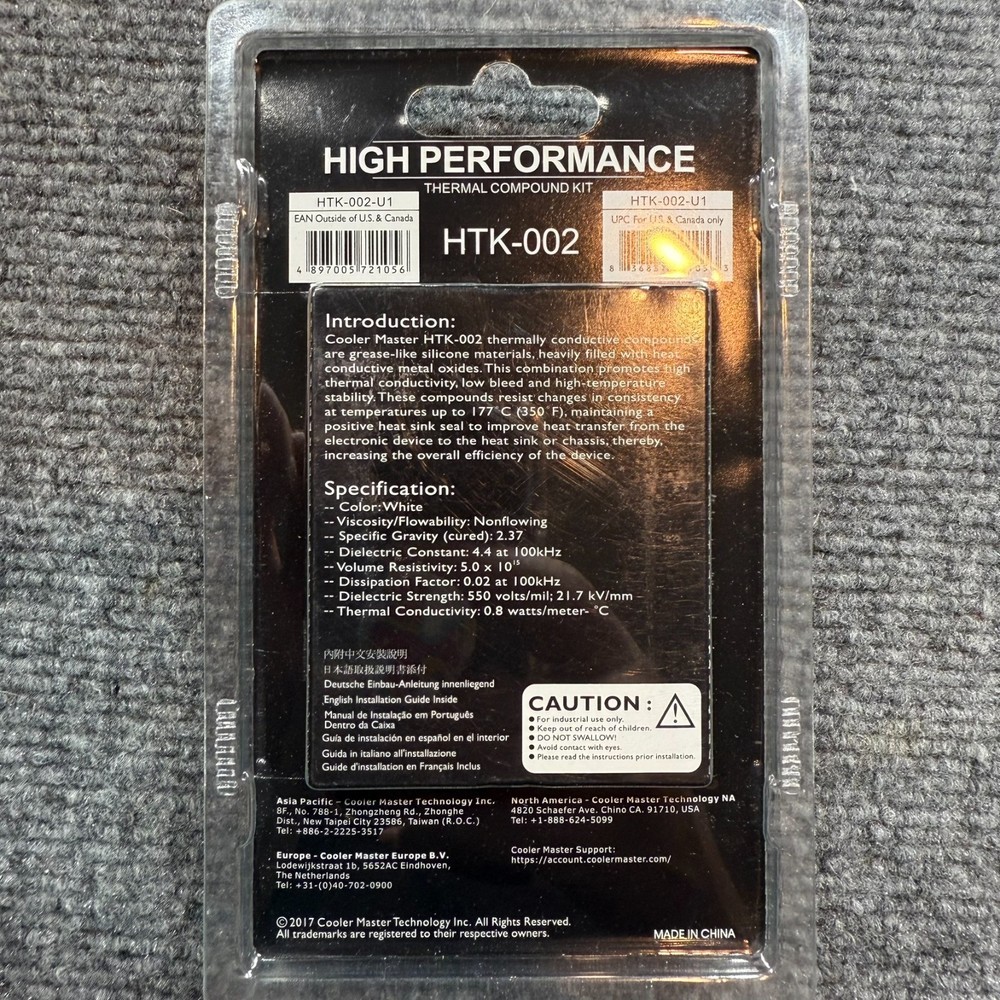 HIGH PERFORMANCE
THERMAL COMPOUND KIT
HTK-002-U1
EAN Outside of U.S. & Canada
4 897005 721056
HTK-002
HTK-002-U1
UPC For U.S. & Canada only
Introduction:
Cooler Master HTK-002 thermally conductive compounds
are grease-like silicone materials, heavily filled with heat
conductive metal oxides. This combination promotes high
thermal conductivity, low bleed and high-temperature
stability. These compounds resist changes in consistency
at temperatures up to 177°C (350°F), maintaining a
positive heat sink seal to improve heat transfer from the
electronic device to the heat sink or chassis, thereby,
increasing the overall efficiency of the device.
Specification:
-- Color: White
-- Viscosity/Flowability: Nonflowing
-- Specific Gravity (cured): 2.37
-- Dielectric Constant: 4.4 at 100kHz
-- Volume Resistivity: 5.0 x 10¹⁵
-- Dissipation Factor: 0.02 at 100kHz
-- Dielectric Strength: 550 volts/mil; 21.7 kV/mm
-- Thermal Conductivity: 0.8 watts/meter- °C
內附中文安裝說明
日本語取扱説明書添付
Deutsche Einbau-Anleitung innenliegend
English Installation Guide Inside
Manual de Instalação em Português
Dentro da Caixa
Guía de instalación en español en el interior
Guida in italiano all'installazione
Guide d'installation en Français Inclus
CAUTION :
● For industrial use only.
● Keep out of reach of children.
● DO NOT SWALLOW!
● Avoid contact with eyes.
● Please read the instructions prior installation.
Asia Pacific - Cooler Master Technology Inc.
8F., No. 788-1, Zhongzheng Rd., Zhonghe
Dist., New Taipei City 23586, Taiwan (R.O.C.)
Tel: +886-2-2225-3517
North America - Cooler Master Technology NA
4820 Schaefer Ave. Chino CA. 91710, USA
Tel: +1-888-624-5099
Europe - Cooler Master Europe B.V.
Lodewijkstraat 1b, 5652AC Eindhoven,
The Netherlands
Tel: +31-(0)40-702-0900
Cooler Master Support:
https://account.coolermaster.com/
©2017 Cooler Master Technology Inc. All Rights Reserved.
All trademarks are registered to their respective owners.
MADE IN CHINA